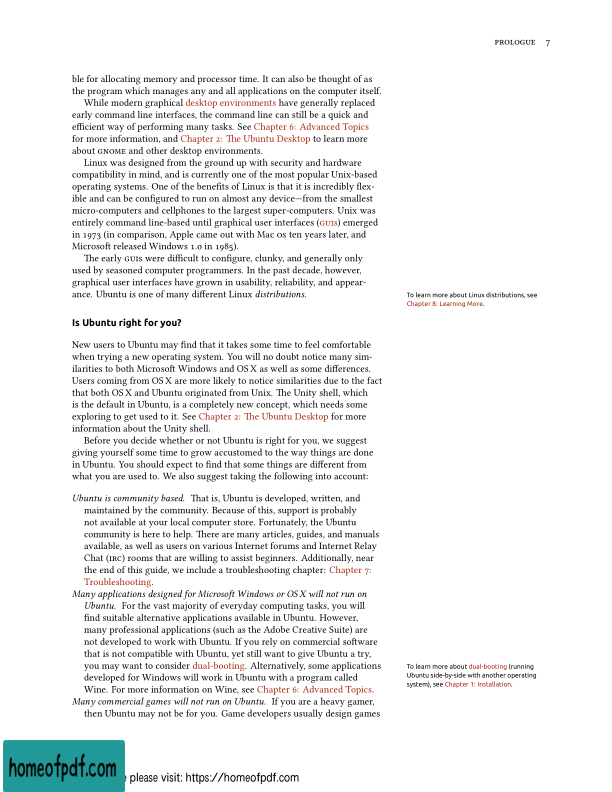 PROLOGUE 7
ble for allocating memory and processor time. It can also be thought of as
the program which manages any and all applications on the computer itself.
While modern graphical desktop environments have generally replaced
early command line interfaces, the command line can still be a quick and
efficient way of performing many tasks. See Chapter 6: Advanced Topics
for more information, and Chapter 2: The Ubuntu Desktop to learn more
about GNOME and other desktop environments.
Linux was designed from the ground up with security and hardware
compatibility in mind, and is currently one of the most popular Unix-based
operating systems. One of the benefits of Linux is that it is incredibly flex-
ible and can be configured to run on almost any device—from the smallest
micro-computers and cellphones to the largest super-computers. Unix was
entirely command line-based until graphical user interfaces (GUIs) emerged
in 1973 (in comparison, Apple came out with Mac OS ten years later, and
Microsoft released Windows 1.0 in 1985).
The early GUIs were difficult to configure, clunky, and generally only
used by seasoned computer programmers. In the past decade, however,
graphical user interfaces have grown in usability, reliability, and appear-
ance. Ubuntu is one of many different Linux distributions.
To learn more about Linux distributions, see
Chapter 8: Learning More.
Is Ubuntu right for you?
New users to Ubuntu may find that it takes some time to feel comfortable
when trying a new operating system. You will no doubt notice many sim-
ilarities to both Microsoft Windows and OS X as well as some differences.
Users coming from OS X are more likely to notice similarities due to the fact
that both OS X and Ubuntu originated from Unix. The Unity shell, which
is the default in Ubuntu, is a completely new concept, which needs some
exploring to get used to it. See Chapter 2: The Ubuntu Desktop for more
information about the Unity shell.
Before you decide whether or not Ubuntu is right for you, we suggest
giving yourself some time to grow accustomed to the way things are done
in Ubuntu. You should expect to find that some things are different from
what you are used to. We also suggest taking the following into account:
Ubuntu is community based. That is, Ubuntu is developed, written, and
maintained by the community. Because of this, support is probably
not available at your local computer store. Fortunately, the Ubuntu
community is here to help. There are many articles, guides, and manuals
available, as well as users on various Internet forums and Internet Relay
Chat (IRC) rooms that are willing to assist beginners. Additionally, near
the end of this guide, we include a troubleshooting chapter: Chapter 7:
Troubleshooting.
Many applications designed for Microsoft Windows or OS X will not run on
Ubuntu. For the vast majority of everyday computing tasks, you will
find suitable alternative applications available in Ubuntu. However,
many professional applications (such as the Adobe Creative Suite) are
not developed to work with Ubuntu. If you rely on commercial software
that is not compatible with Ubuntu, yet still want to give Ubuntu a try,
you may want to consider dual-booting. Alternatively, some applications
developed for Windows will work in Ubuntu with a program called
Wine. For more information on Wine, see Chapter 6: Advanced Topics.
To learn more about dual-booting (running
Ubuntu side-by-side with another operating
system), see Chapter 1: Installation.
Many commercial games will not run on Ubuntu. If you are a heavy gamer,
then Ubuntu may not be for you. Game developers usually design games
homeofpdf.com
please visit: https://homeofpdf.com